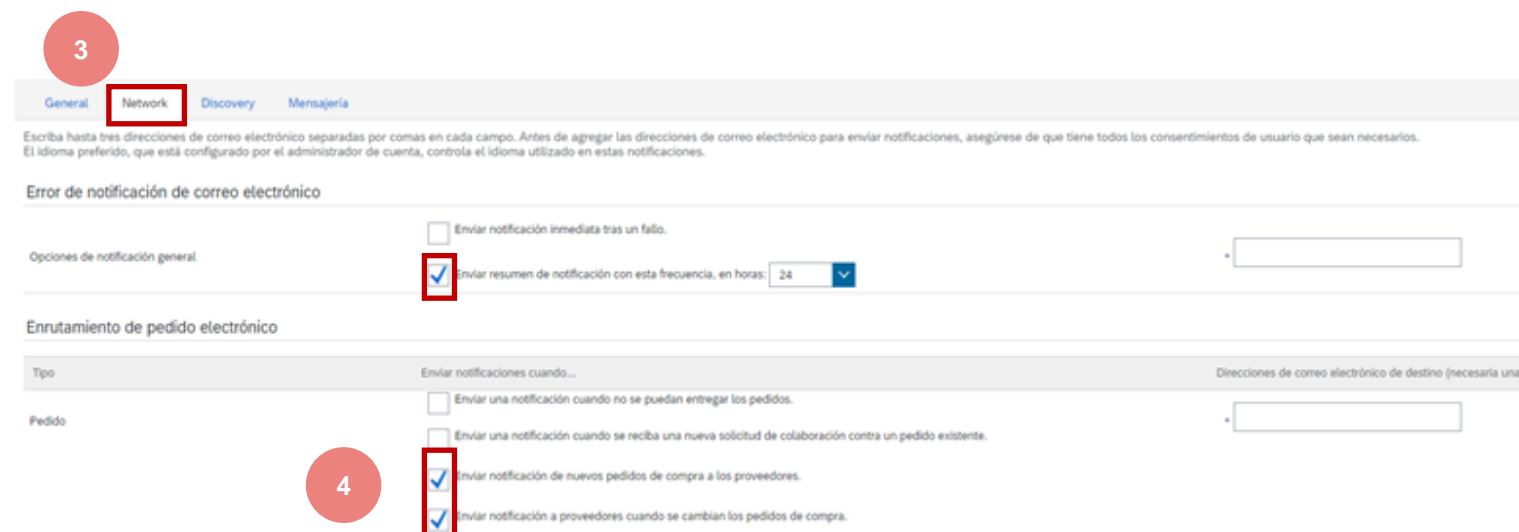 3
General Network Discovery Mensajería
Escriba hasta tres direcciones de correo electrónico separadas por comas en cada campo. Antes de agregar las direcciones de correo electrónico para enviar notificaciones, asegúrese de que tiene todos los consentimientos de usuario que sean necesarios.
El idioma preferido, que está configurado por el administrador de cuenta, controla el idioma utilizado en estas notificaciones.
Error de notificación de correo electrónico
Enviar notificación inmediata tras un fallo.
Opciones de notificación general
Enviar resumen de notificación con esta frecuencia, en horas: 24
Enrutamiento de pedido electrónico
Tipo Enviar notificaciones cuando... Direcciones de correo electrónico de destino (necesaria una
Enviar una notificación cuando no se puedan entregar los pedidos.
Pedido
Enviar una notificación cuando se reciba una nueva solicitud de colaboración contra un pedido existente.
4
Enviar notificación de nuevos pedidos de compra a los proveedores.
Enviar notificación a proveedores cuando se cambian los pedidos de compra.